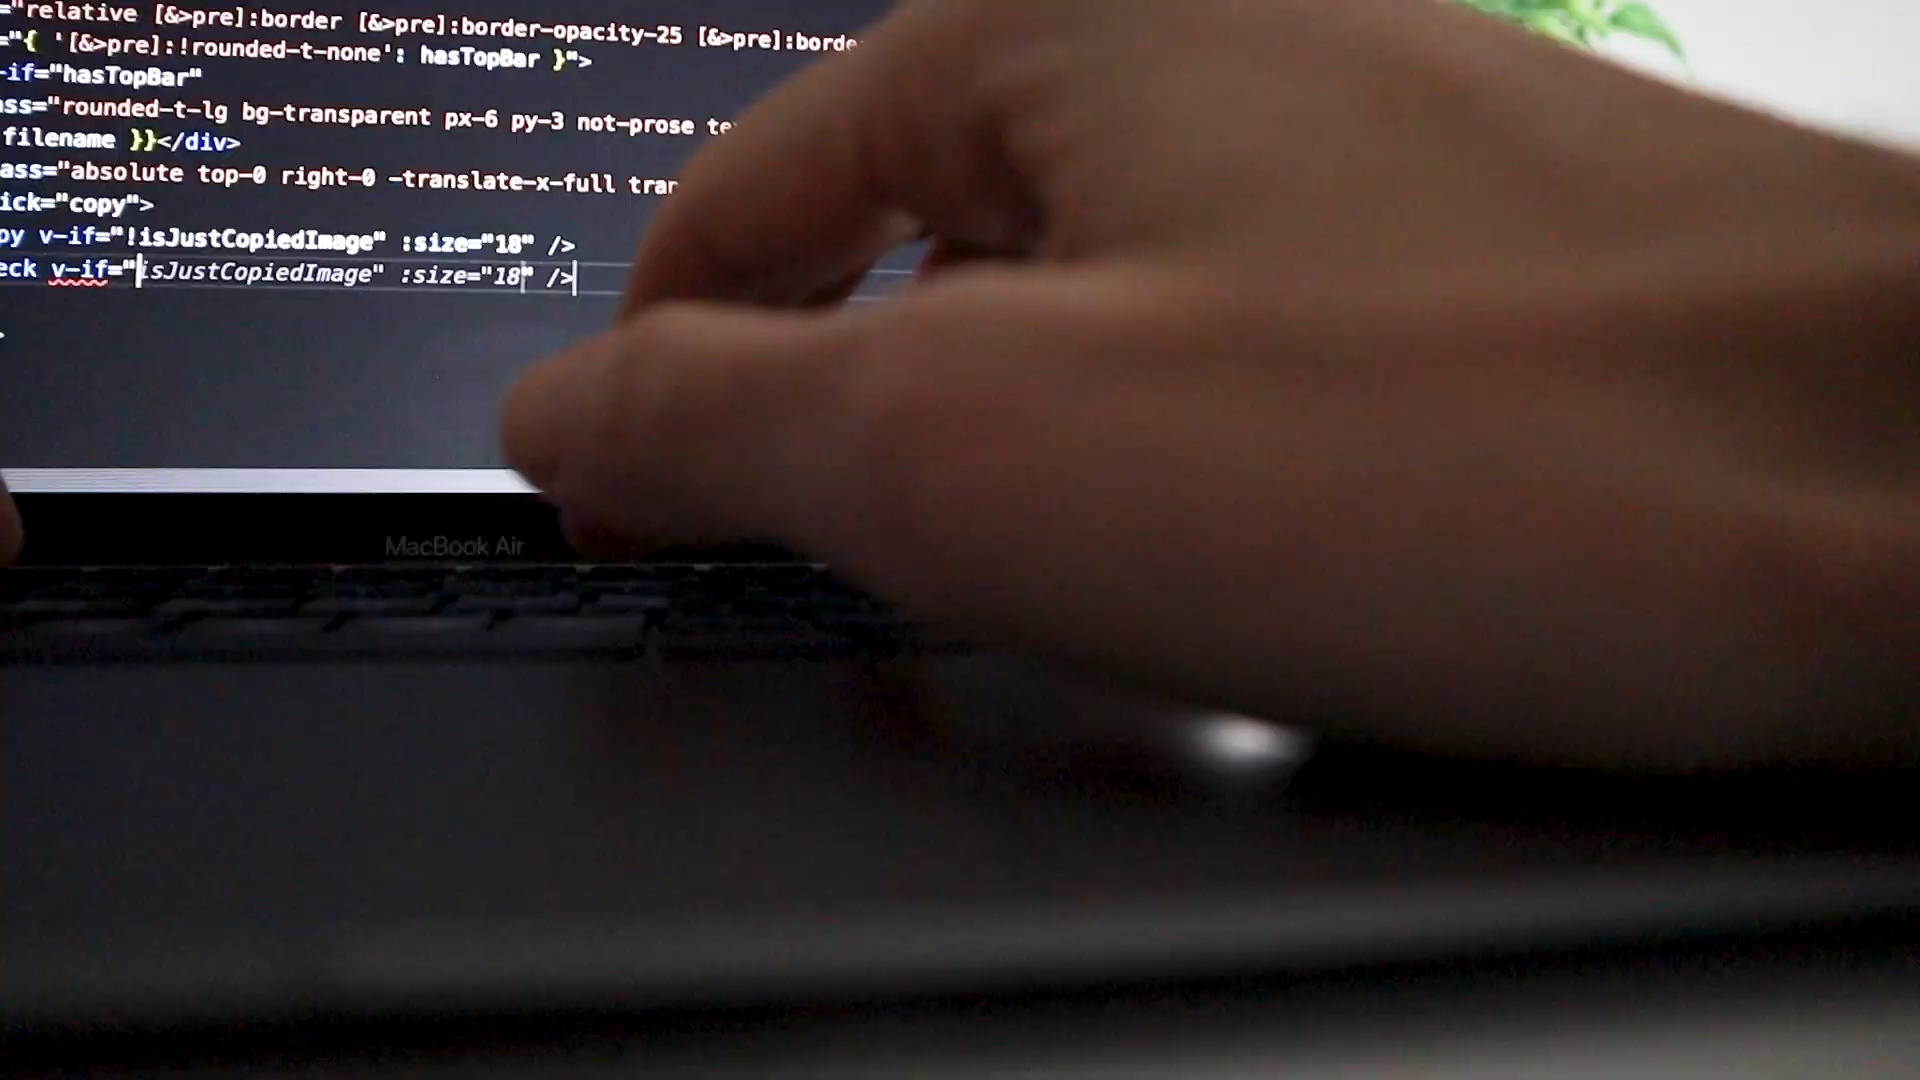 ="relative [&>pre]:border [&>pre]:border-opacity-25 [&>pre]:borde
="{ '[&>pre]:!rounded-t-none': hasTopBar }">
-if="hasTopBar"
ass="rounded-t-lg bg-transparent px-6 py-3 not-prose te
filename }}</div>
ass="absolute top-0 right-0 -translate-x-full tran
ick="copy">
py v-if="!isJustCopiedImage" :size="18" />
eck v-if="isJustCopiedImage" :size="18" />
>
MacBook Air